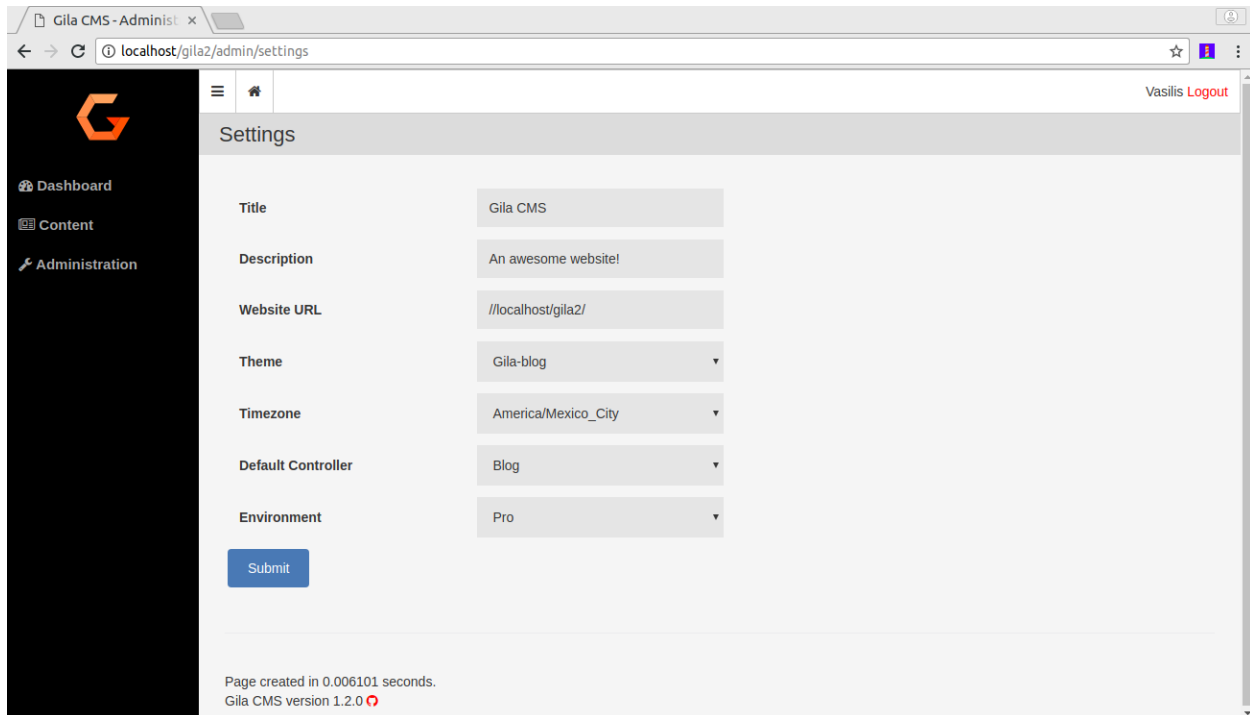 Gila CMS - Administ
localhost/gila2/admin/settings
Vasilis Logout
Settings
Dashboard
Content
Administration
Title Gila CMS
Description An awesome website!
Website URL //localhost/gila2/
Theme Gila-blog
Timezone America/Mexico_City
Default Controller Blog
Environment Pro
Submit
Page created in 0.006101 seconds.
Gila CMS version 1.2.0